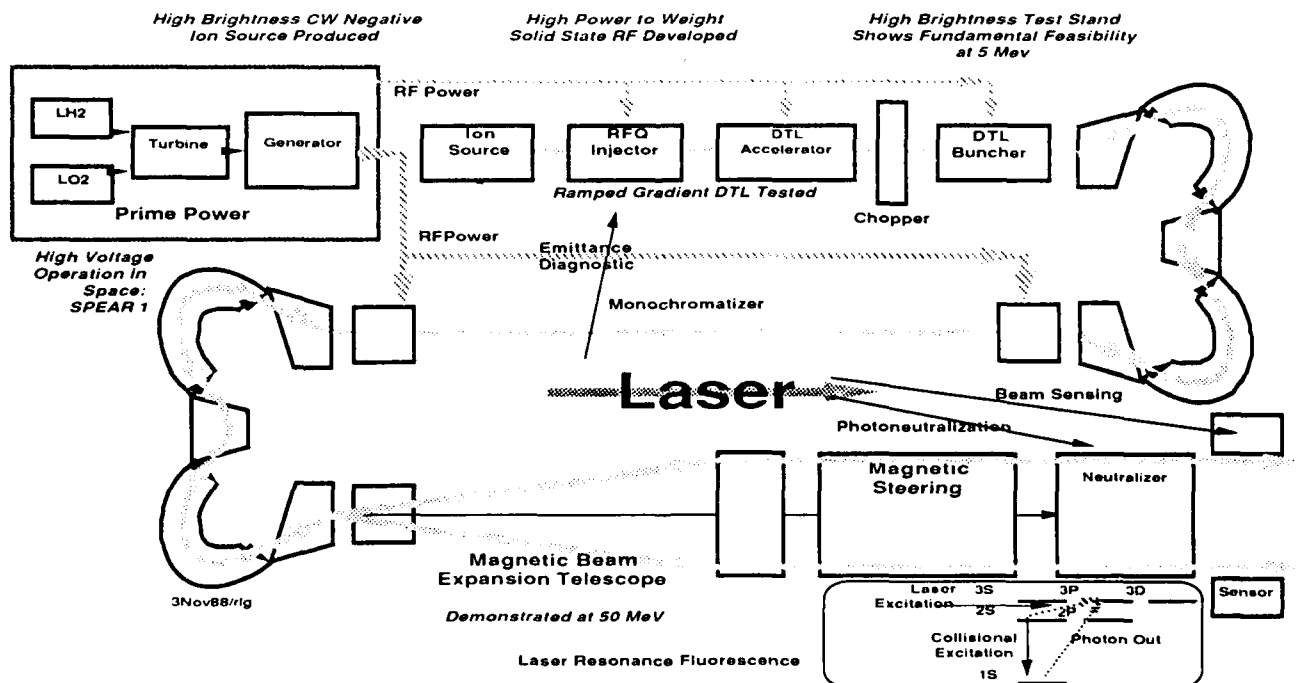 High Brightness CW Negative
Ion Source Produced
High Power to Weight
Solid State RF Developed
High Brightness Test Stand
Shows Fundamental Feasibility
at 5 Mev
LH2
LO2
Turbine
Generator
Prime Power
RF Power
Ion
Source
RFQ
Injector
DTL
Accelerator
DTL
Buncher
Ramped Gradient DTL Tested
Chopper
High Voltage
Operation in
Space:
SPEAR 1
RFPower
Emittance
Diagnostic
Monochromatizer
Laser
Beam Sensing
Photoneutralization
Magnetic
Steering
Neutralizer
Magnetic Beam
Expansion Telescope
3Nov88/rlg
Demonstrated at 50 MeV
Sensor
Laser
Excitation
3S
3P
3D
2S
2P
Collisional
Excitation
Photon Out
1S
Laser Resonance Fluorescence